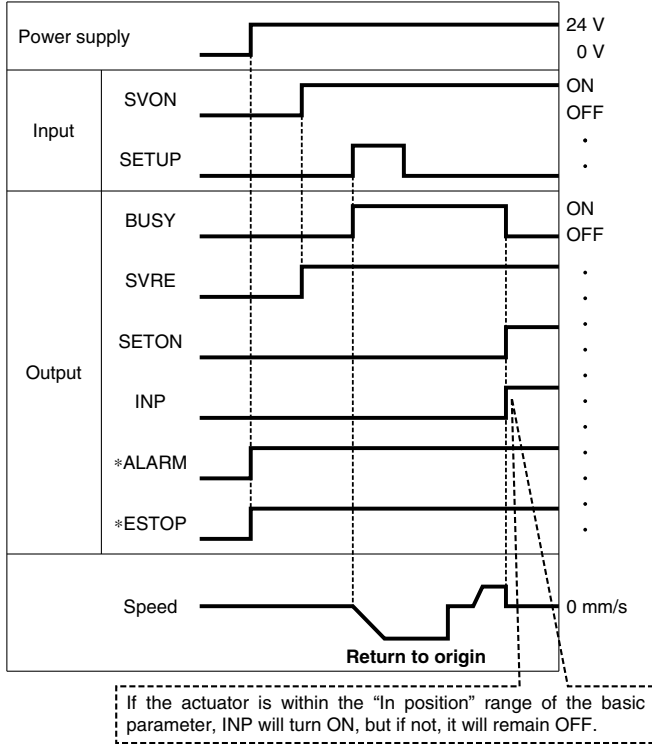 Power supply
24 V
0 V
Input
SVON
ON
OFF
SETUP
Output
BUSY
ON
OFF
SVRE
SETON
INP
*ALARM
*ESTOP
Speed
0 mm/s
Return to origin
If the actuator is within the “In position” range of the basic
parameter, INP will turn ON, but if not, it will remain OFF.